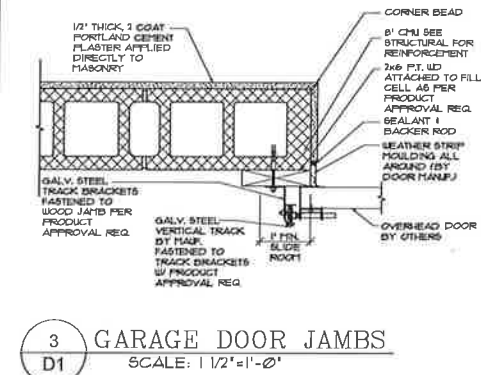 1/2" THICK, 2 COAT
PORTLAND CEMENT
PLASTER APPLIED
DIRECTLY TO
MASONRY
CORNER BEAD
8" CMU SEE
STRUCTURAL FOR
REINFORCEMENT
2x6 P.T. WD
ATTACHED TO FILL
CELL AS PER
PRODUCT
APPROVAL REQ.
SEALANT &
BACKER ROD
WEATHER STRIP
MOULDING ALL
AROUND (BY
DOOR MANUF.)
OVERHEAD DOOR
BY OTHERS
GALV. STEEL
TRACK BRACKETS
FASTENED TO
WOOD JAMB PER
PRODUCT
APPROVAL REQ.
GALV. STEEL
VERTICAL TRACK
BY MAUF.
FASTENED TO
TRACK BRACKETS
W/ PRODUCT
APPROVAL REQ.
1" MIN.
SLIDE
ROOM
3
D1
GARAGE DOOR JAMBS
SCALE: 1 1/2"=1'-0"